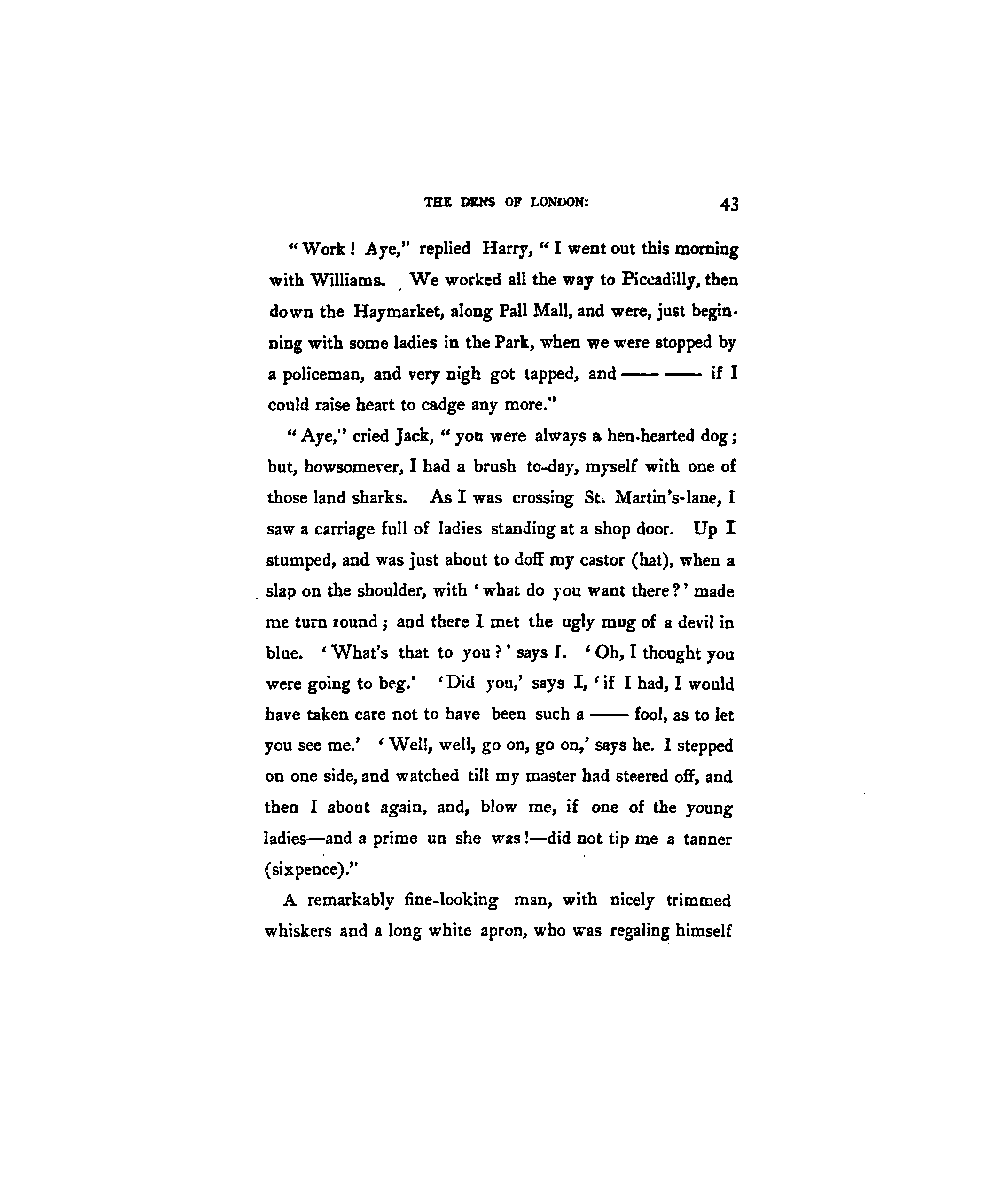 THE DENS OF LONDON: 43
“ Work ! Aye,” replied Harry, “ I went out this morning
with Williams. We worked all the way to Piccadilly, then
down the Haymarket, along Pall Mall, and were, just begin-
ning with some ladies in the Park, when we were stopped by
a policeman, and very nigh got tapped, and —— —— if I
could raise heart to cadge any more.”
“ Aye,” cried Jack, “ you were always a hen-hearted dog ;
but, howsomever, I had a brush to-day, myself with one of
those land sharks. As I was crossing St. Martin’s-lane, I
saw a carriage full of ladies standing at a shop door. Up I
stumped, and was just about to doff my castor (hat), when a
slap on the shoulder, with ‘ what do you want there ? ’ made
me turn round ; and there I met the ugly mug of a devil in
blue. ‘ What’s that to you ? ’ says I. ‘ Oh, I thought you
were going to beg.’ ‘Did you,’ says I, ‘if I had, I would
have taken care not to have been such a —— fool, as to let
you see me.’ ‘ Well, well, go on, go on,’ says he. I stepped
on one side, and watched till my master had steered off, and
then I about again, and, blow me, if one of the young
ladies—and a prime un she was !—did not tip me a tanner
(sixpence).”
A remarkably fine-looking man, with nicely trimmed
whiskers and a long white apron, who was regaling himself